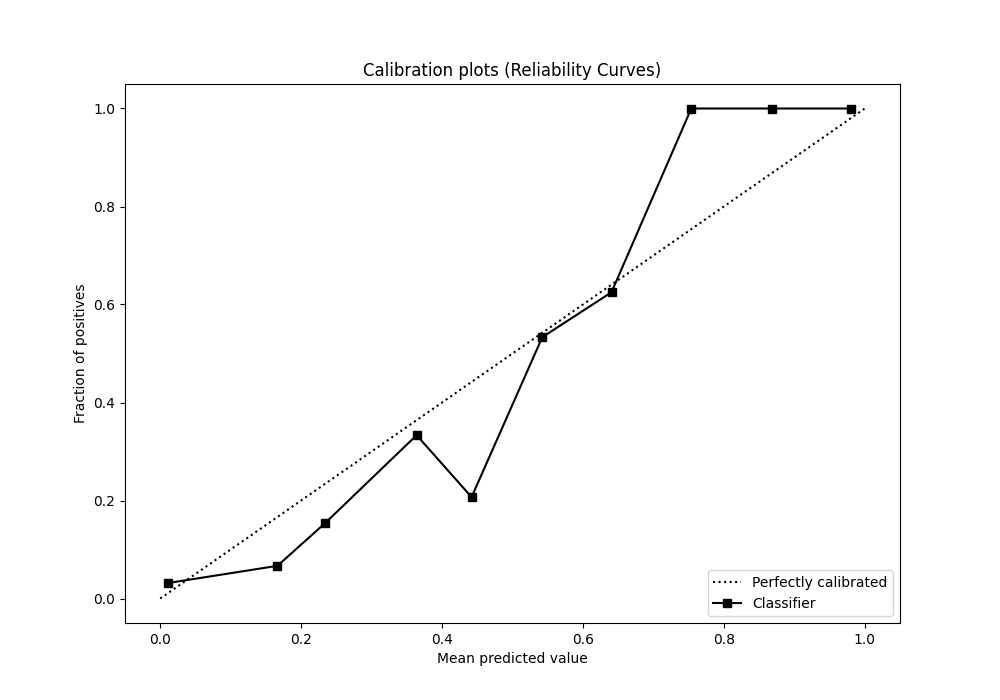 Calibration plots (Reliability Curves)
1.0
0.8
0.6
0.4
0.2
0.0
Fraction of positives
0.0 0.2 0.4 0.6 0.8 1.0
Mean predicted value
Perfectly calibrated
Classifier